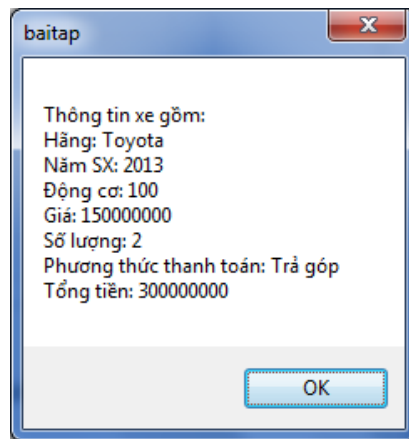 baitap
Thông tin xe gồm:
Hãng: Toyota
Năm SX: 2013
Động cơ: 100
Giá: 150000000
Số lượng: 2
Phương thức thanh toán: Trả góp
Tổng tiền: 300000000
OK